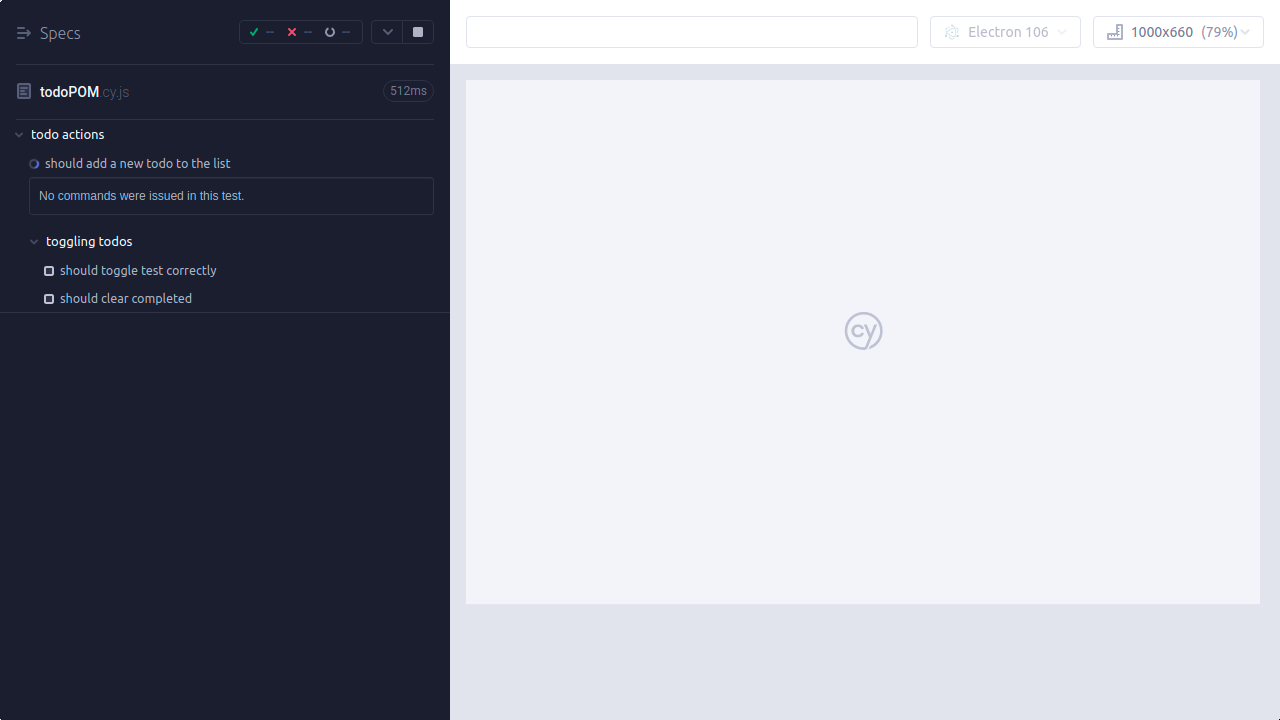 Specs
--
--
--
todoPOM.cy.js
512ms
todo actions
should add a new todo to the list
No commands were issued in this test.
toggling todos
should toggle test correctly
should clear completed
Electron 106
1000x660 (79%)
cy